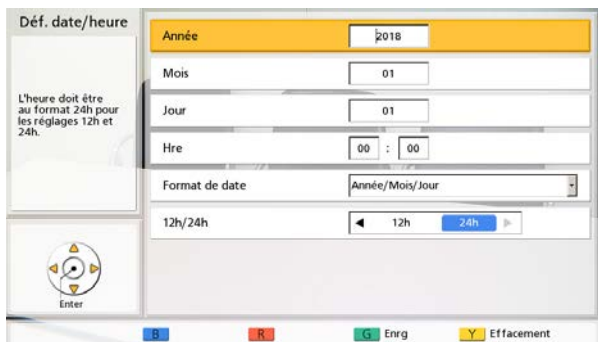 Déf. date/heure
L'heure doit être
au format 24h pour
les réglages 12h et
24h.
Enter
Année 2018
Mois 01
Jour 01
Hre 00 : 00
Format de date Année/Mois/Jour
12h/24h 12h 24h
B R G Enrg Y Effacement